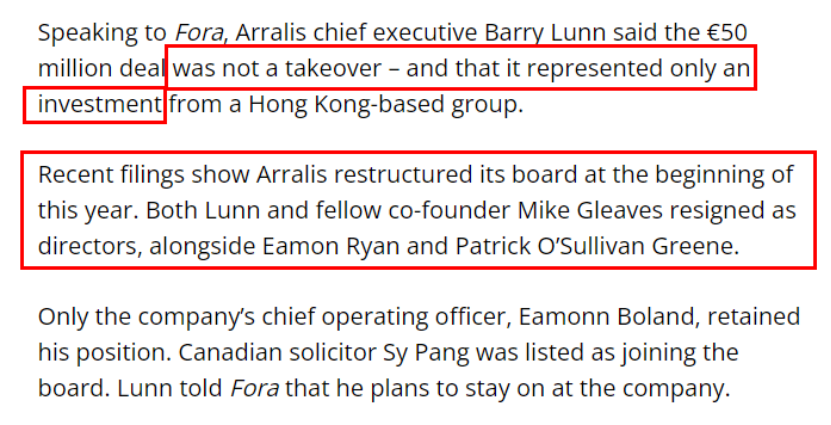 Speaking to Fora, Arralis chief executive Barry Lunn said the €50
million deal was not a takeover – and that it represented only an
investment from a Hong Kong-based group.
Recent filings show Arralis restructured its board at the beginning of
this year. Both Lunn and fellow co-founder Mike Gleaves resigned as
directors, alongside Eamon Ryan and Patrick O’Sullivan Greene.
Only the company’s chief operating officer, Eamonn Boland, retained
his position. Canadian solicitor Sy Pang was listed as joining the
board. Lunn told Fora that he plans to stay on at the company.